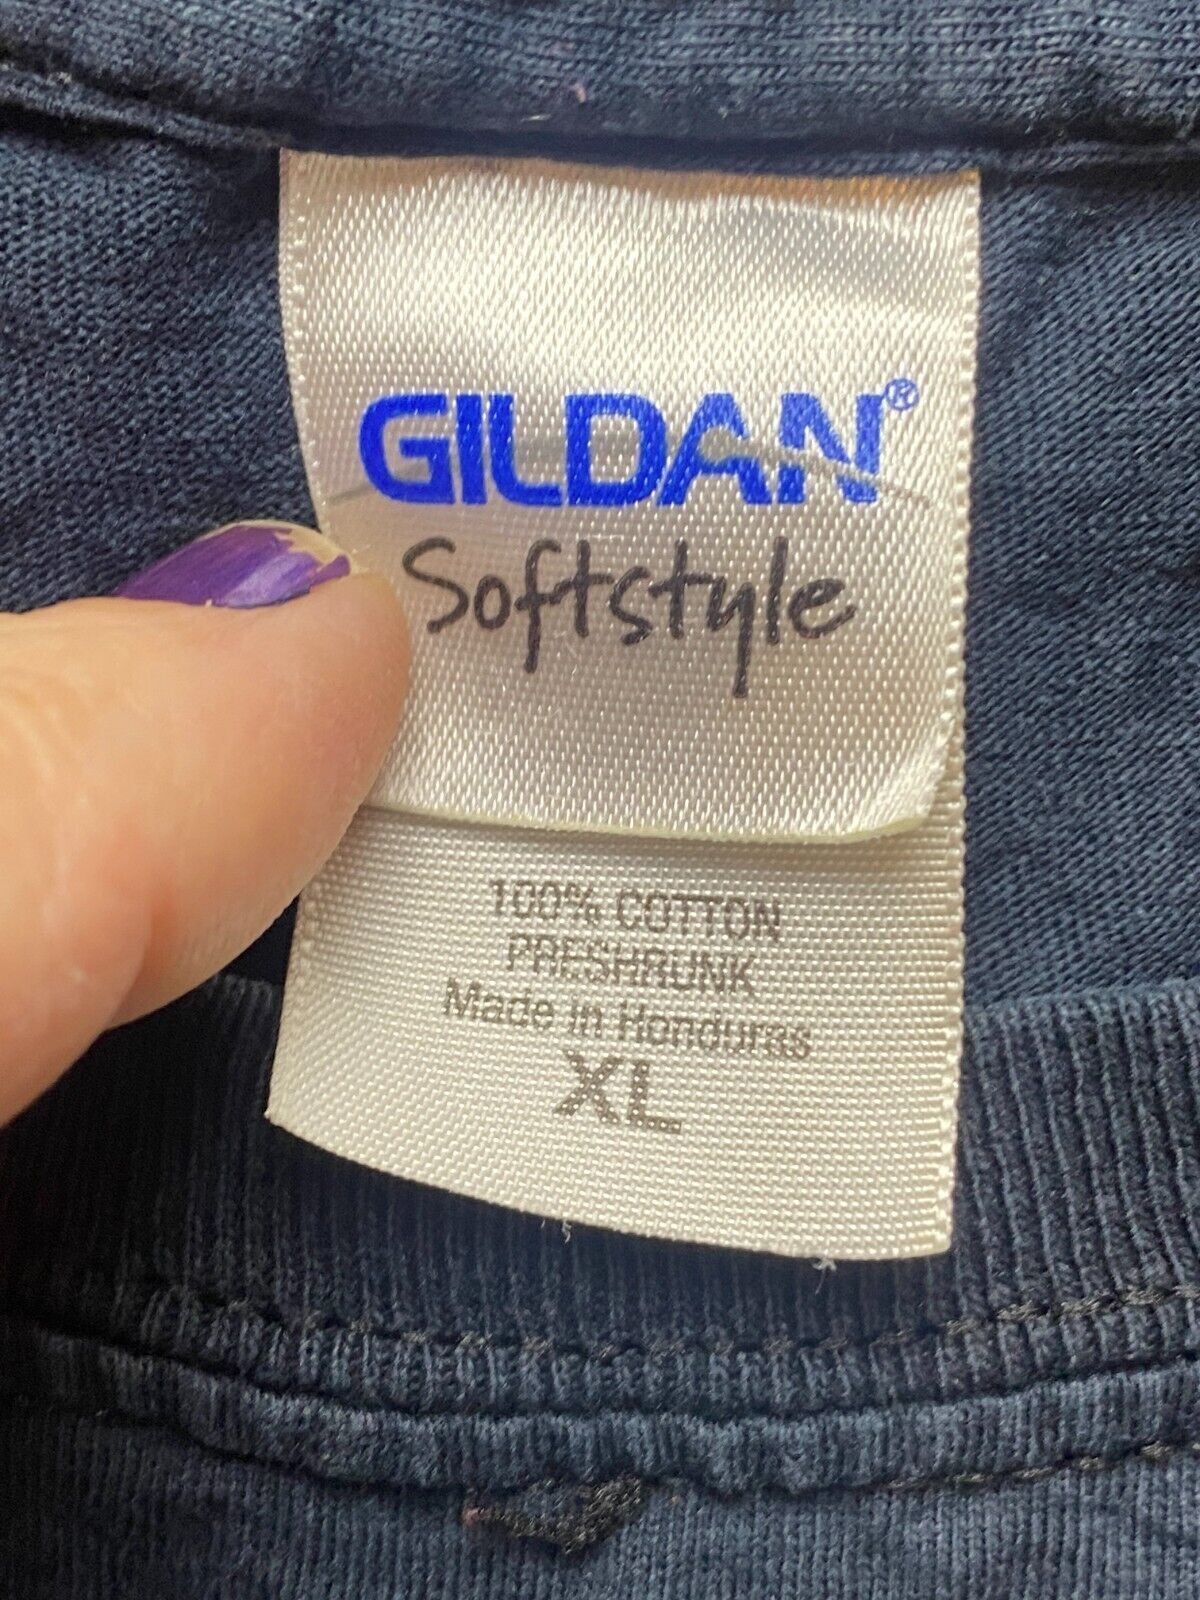 GILDAN®
Softstyle
100% COTTON
PRESHRUNK
Made in Honduras
XL